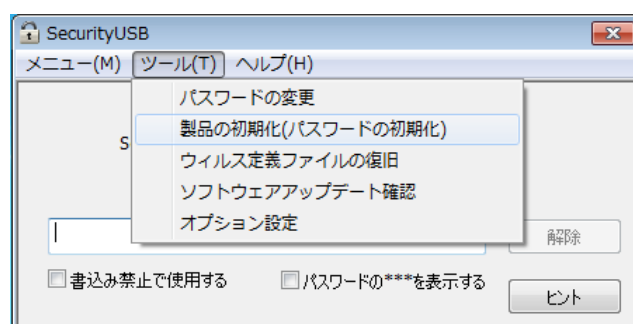 SecurityUSB
メニュー(M) ツール(T) ヘルプ(H)
パスワードの変更
製品の初期化(パスワードの初期化)
S
ウィルス定義ファイルの復旧
ソフトウェアアップデート確認
オプション設定
解除
書込み禁止で使用する パスワードの***を表示する
ヒント